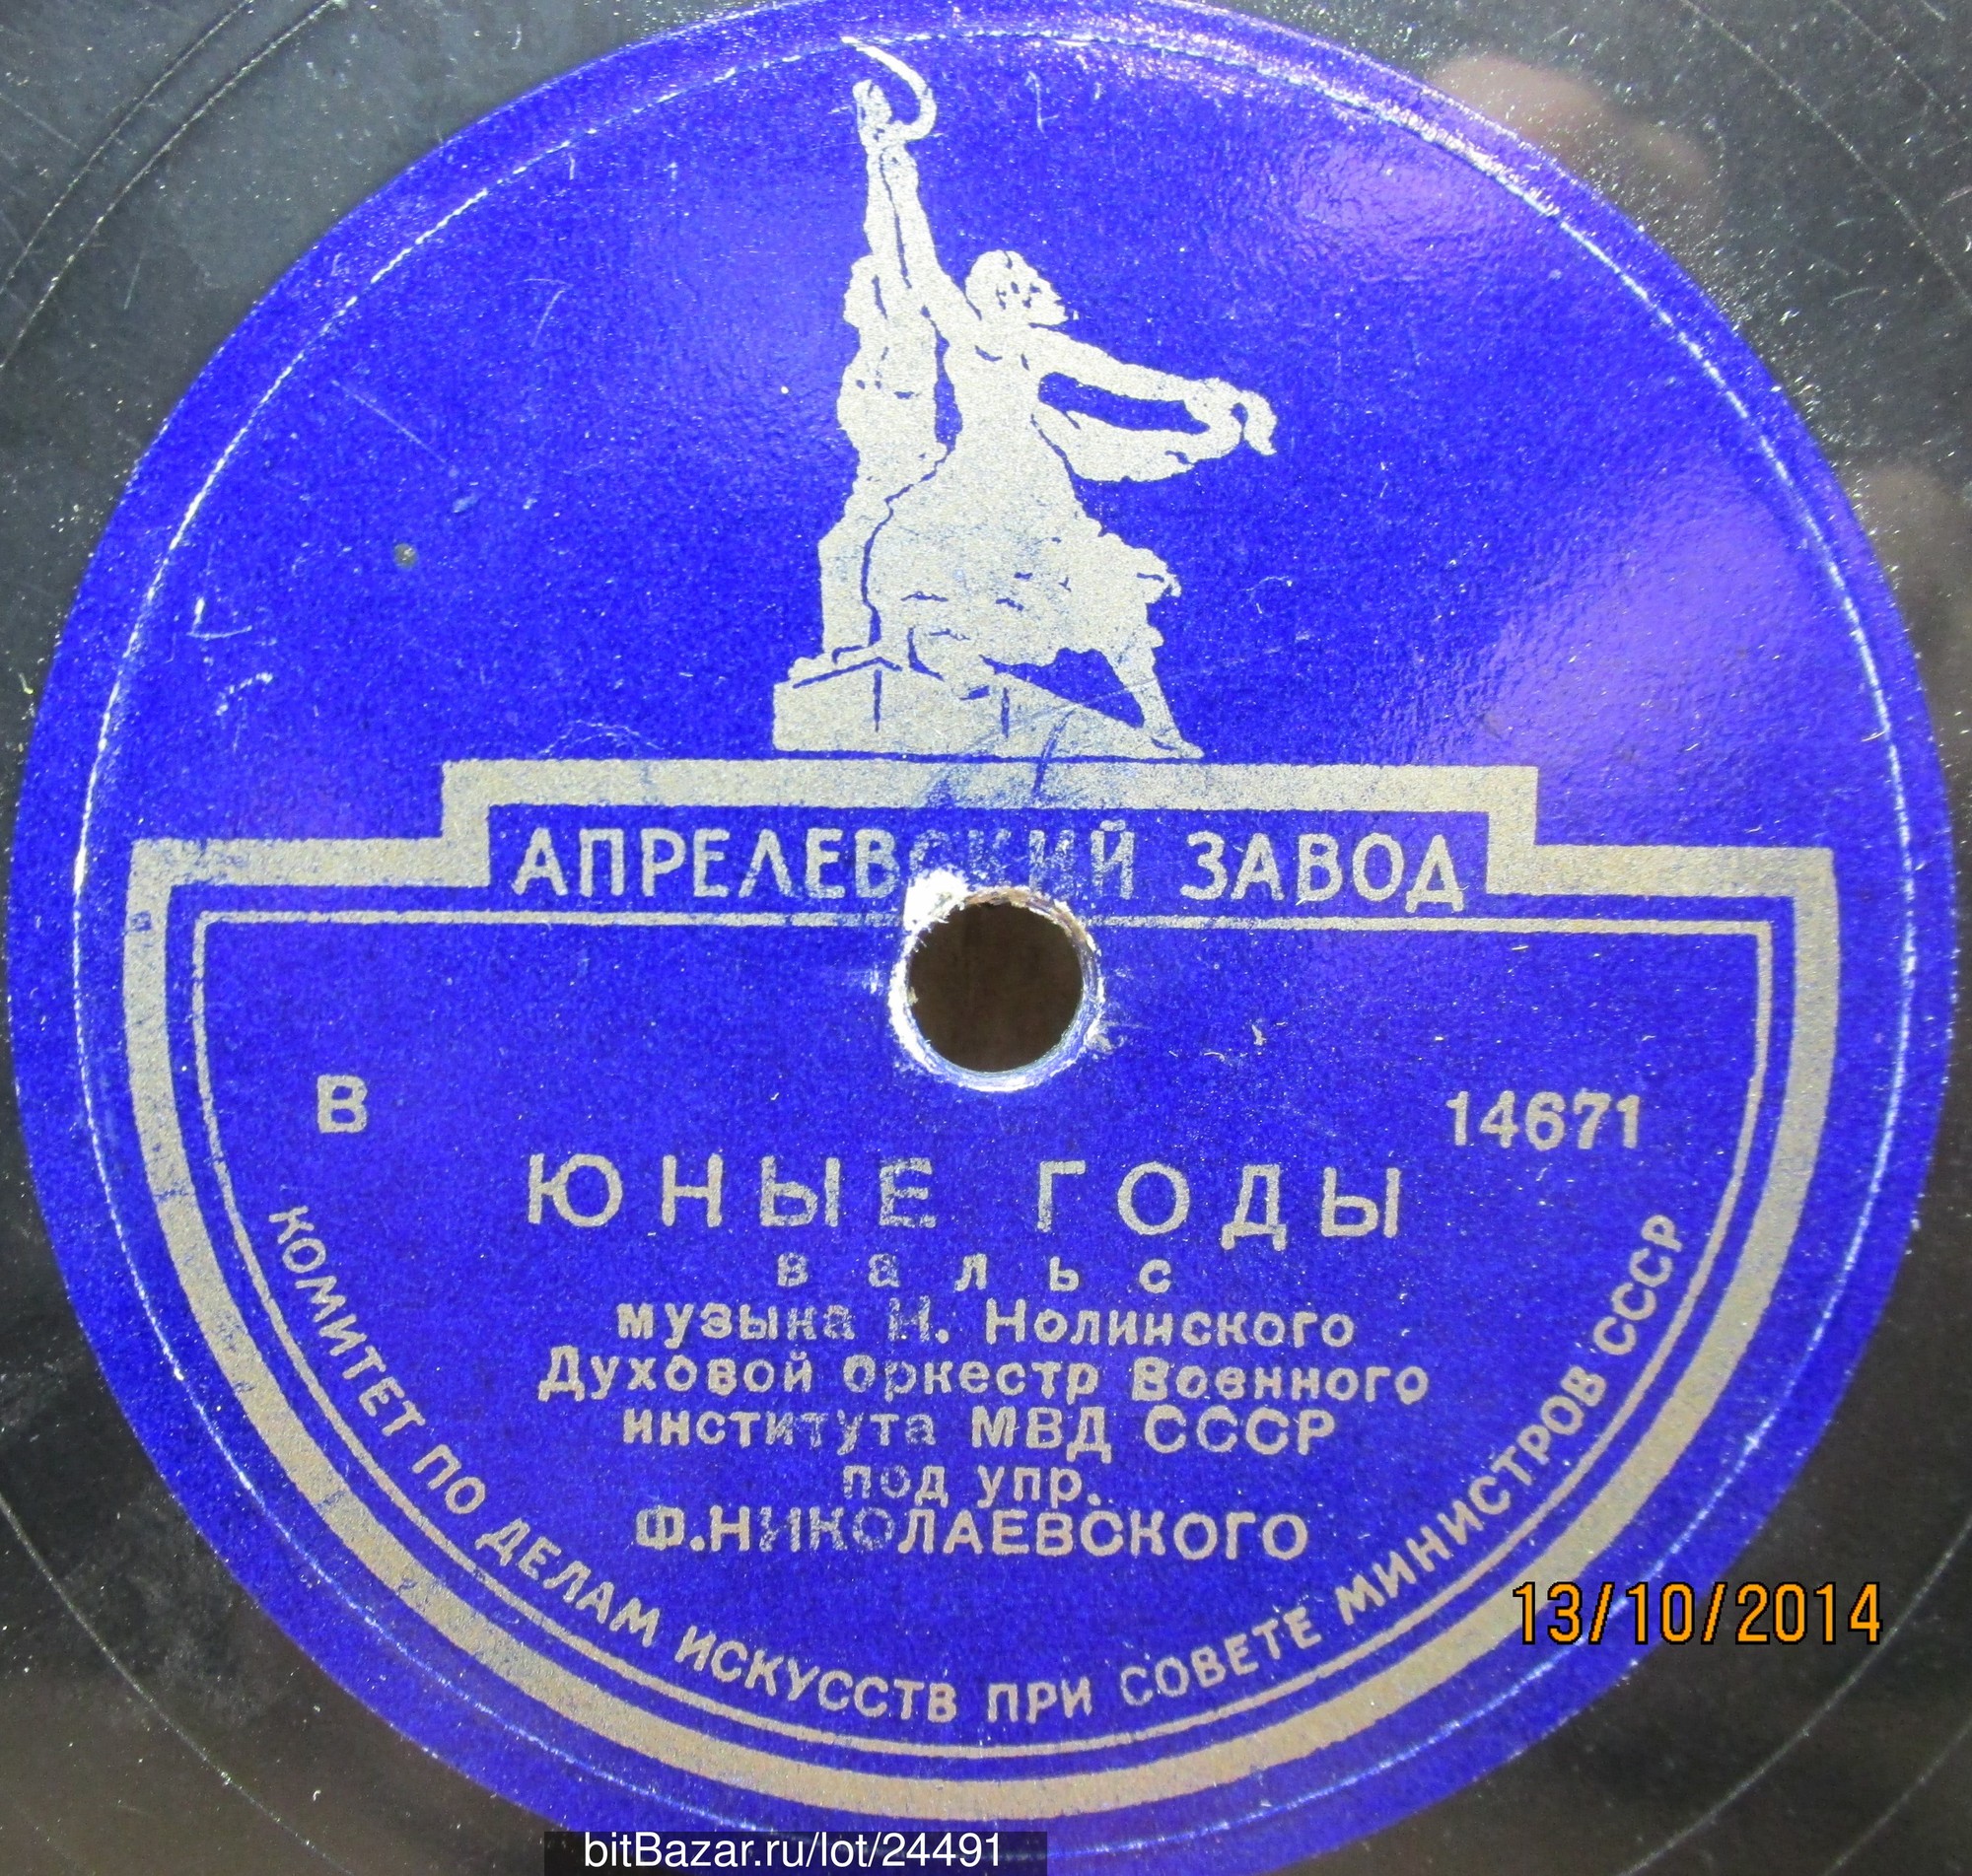 АПРЕЛЕВСКИЙ ЗАВОД
В 14671
ЮНЫЕ ГОДЫ
вальс
музыка Н. Нолинского
Духовой оркестр Военного
института МВД СССР
под упр.
Ф.НИКОЛАЕВСКОГО
КОМИТЕТ ПО ДЕЛАМ ИСКУССТВ ПРИ СОВЕТЕ МИНИСТРОВ СССР
13/10/2014
bitBazar.ru/lot/24491